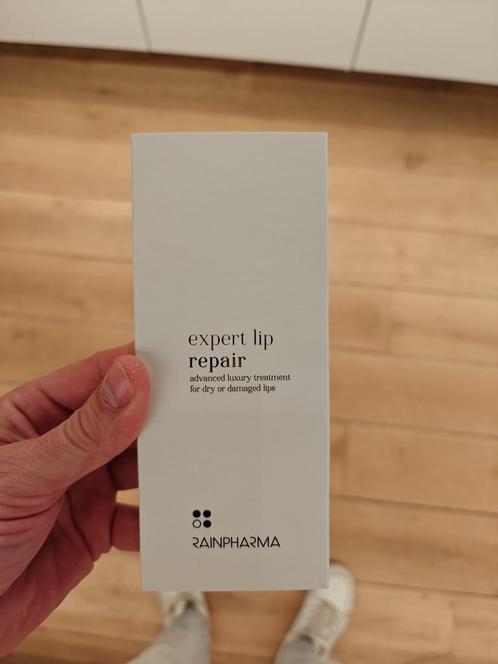 expert lip
repair
advanced luxury treatment
for dry or damaged lips
RAINPHARMA